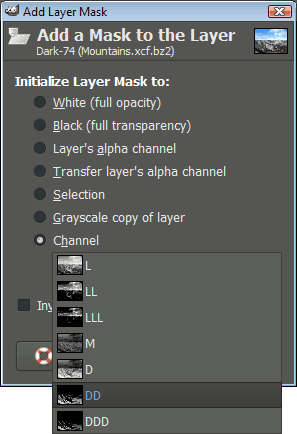 Add Layer Mask
Add a Mask to the Layer
Dark-74 (Mountains.xcf.bz2)
Initialize Layer Mask to:
White (full opacity)
Black (full transparency)
Layer's alpha channel
Transfer layer's alpha channel
Selection
Grayscale copy of layer
Channel
L
LL
LLL
M
D
DD
DDD